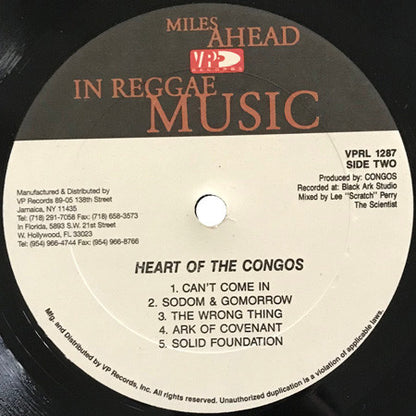 MILES
AHEAD
VP
RECORDS
IN REGGAE
MUSIC
VPRL 1287
SIDE TWO
Produced by: CONGOS
Recorded at: Black Ark Studio
Mixed by Lee "Scratch" Perry
The Scientist
Manufactured & Distributed by
VP Records 89-05 138th Street
Jamaica, NY 11435
Tel: (718) 291-7058 Fax: (718) 658-3573
In Florida, 5893 S.W. 21st Street
W. Hollywood, FL 33023
Tel: (954) 966-4744 Fax: (954) 966-8766
HEART OF THE CONGOS
1. CAN'T COME IN
2. SODOM & GOMORROW
3. THE WRONG THING
4. ARK OF COVENANT
5. SOLID FOUNDATION
Mfg. and Distributed by VP Records, Inc. All rights reserved. Unauthorized duplication is a violation of applicable laws.